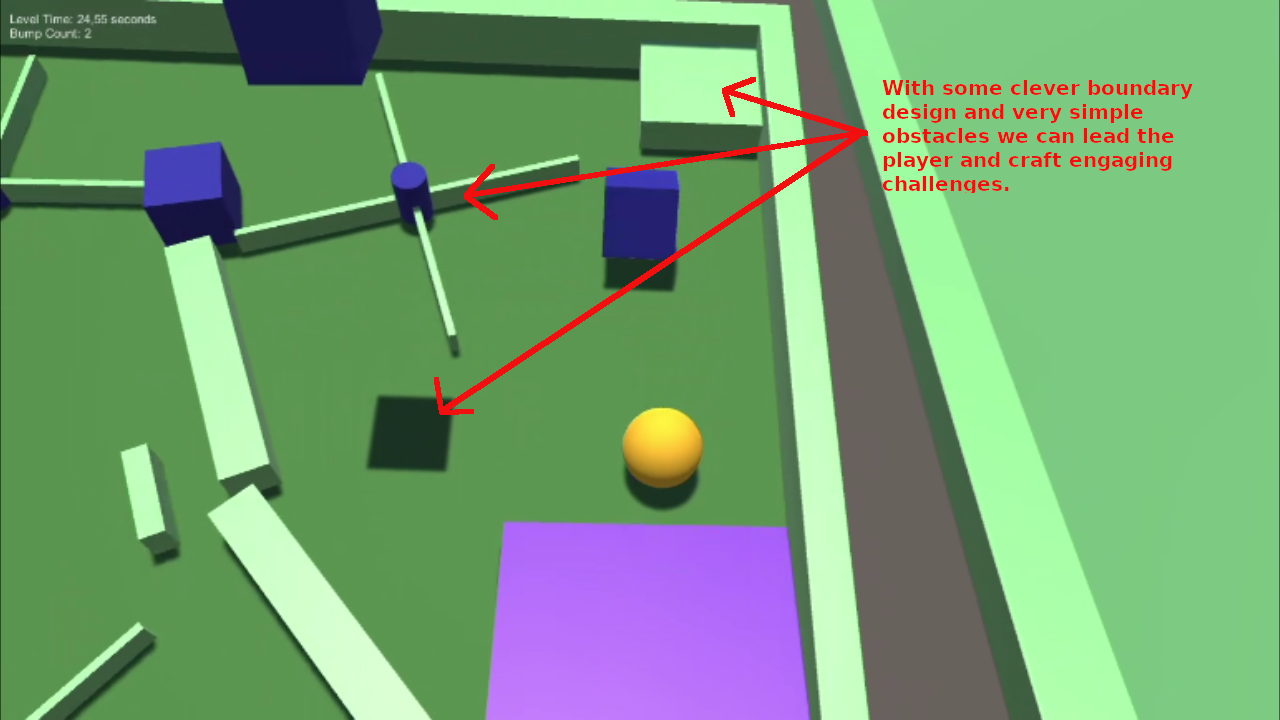 Level Time: 24,55 seconds
Bump Count: 2
With some clever boundary
design and very simple
obstacles we can lead the
player and craft engaging
challenges.